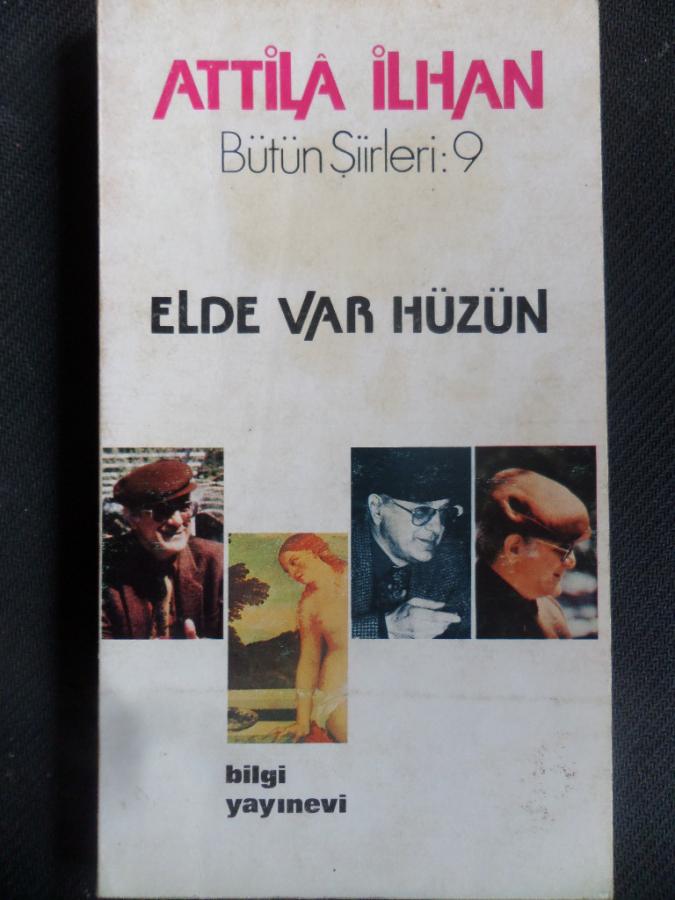 ATTİLÂ İLHAN
Bütün Şiirleri: 9
ELDE VAR HÜZÜN
bilgi
yayınevi